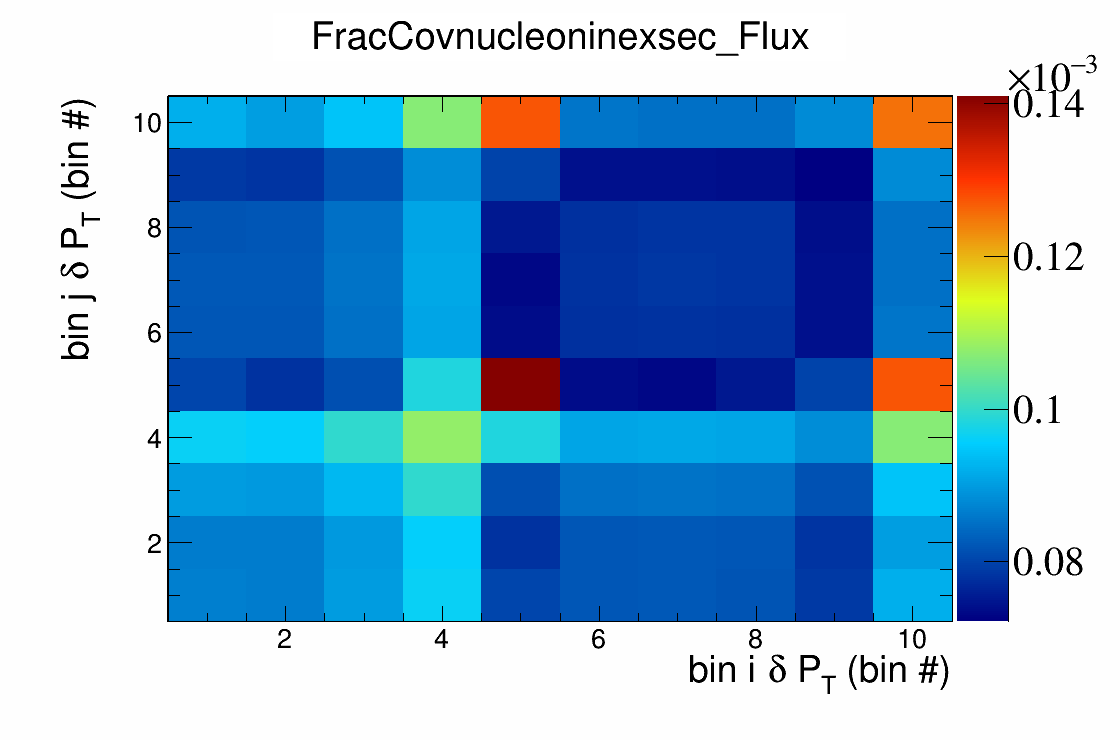 FracCovnucleoninexsec_Flux
×10⁻³
bin j δ P_T (bin #)
10
8
6
4
2
0.14
0.12
0.1
0.08
2 4 6 8 10
bin i δ P_T (bin #)